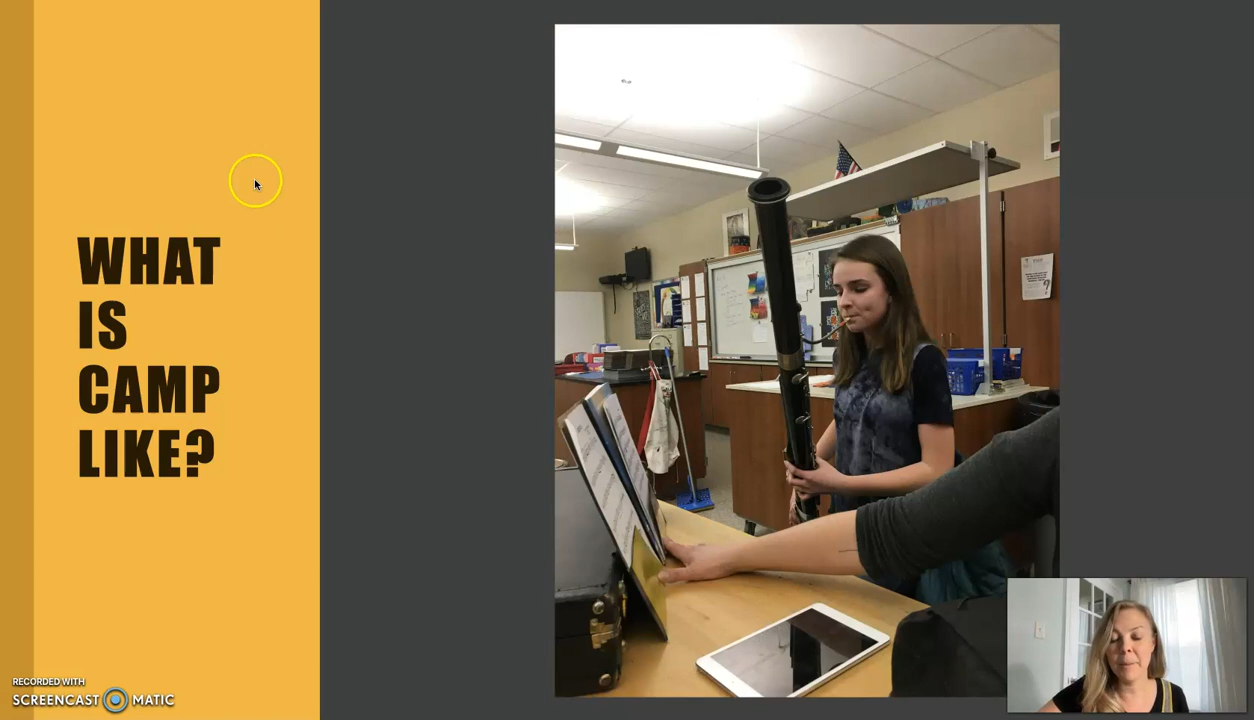 WHAT
IS
CAMP
LIKE?
RECORDED WITH
SCREENCAST MATIC